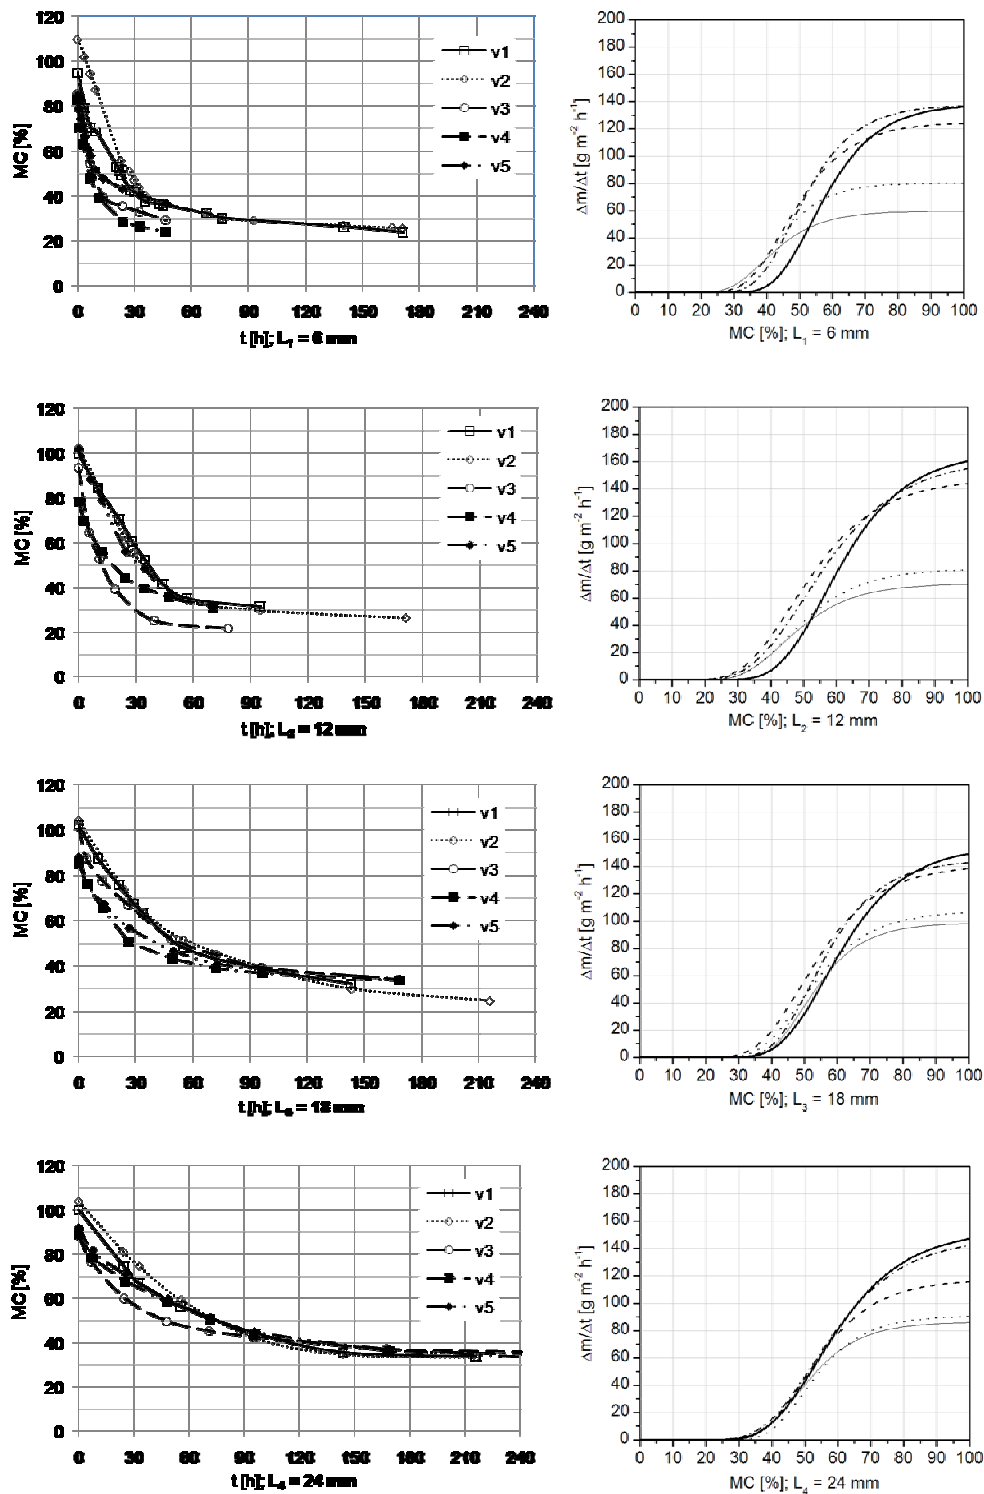 120
100
80
60
40
20
0
MC [%]
v1
v2
v3
v4
v5
0 30 60 90 120 150 180 210 240
t [h]; L1 = 6 mm
200
180
160
140
120
100
80
60
40
20
0
Δm/Δt [g m-2 h-1]
0 10 20 30 40 50 60 70 80 90 100
MC [%]; L1 = 6 mm
120
100
80
60
40
20
0
MC [%]
v1
v2
v3
v4
v5
0 30 60 90 120 150 180 210 240
t [h]; L2 = 12 mm
200
180
160
140
120
100
80
60
40
20
0
Δm/Δt [g m-2 h-1]
0 10 20 30 40 50 60 70 80 90 100
MC [%]; L2 = 12 mm
120
100
80
60
40
20
0
MC [%]
v1
v2
v3
v4
v5
0 30 60 90 120 150 180 210 240
t [h]; L3 = 18 mm
200
180
160
140
120
100
80
60
40
20
0
Δm/Δt [g m-2 h-1]
0 10 20 30 40 50 60 70 80 90 100
MC [%]; L3 = 18 mm
120
100
80
60
40
20
0
MC [%]
v1
v2
v3
v4
v5
0 30 60 90 120 150 180 210 240
t [h]; L4 = 24 mm
200
180
160
140
120
100
80
60
40
20
0
Δm/Δt [g m-2 h-1]
0 10 20 30 40 50 60 70 80 90 100
MC [%]; L4 = 24 mm